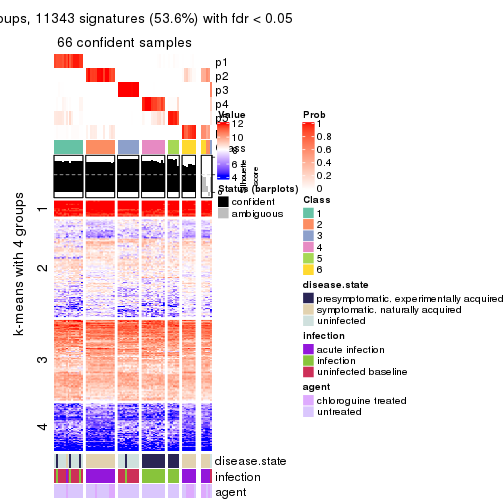 oups, 11343 signatures (53.6%) with fdr < 0.05
66 confident samples
p1
p2
p3
p4
Value
12
10
8
6
4
Prob
1
0.8
0.6
0.4
0.2
0
Silhouette
score
Status (barplots)
confident
ambiguous
Class
1
2
3
4
5
6
k-means with 4 groups
1
2
3
4
disease.state
presymptomatic. experimentally acquired
symptomatic. naturally acquired
uninfected
infection
acute infection
infection
uninfected baseline
agent
chloroguine treated
untreated
disease.state
infection
agent